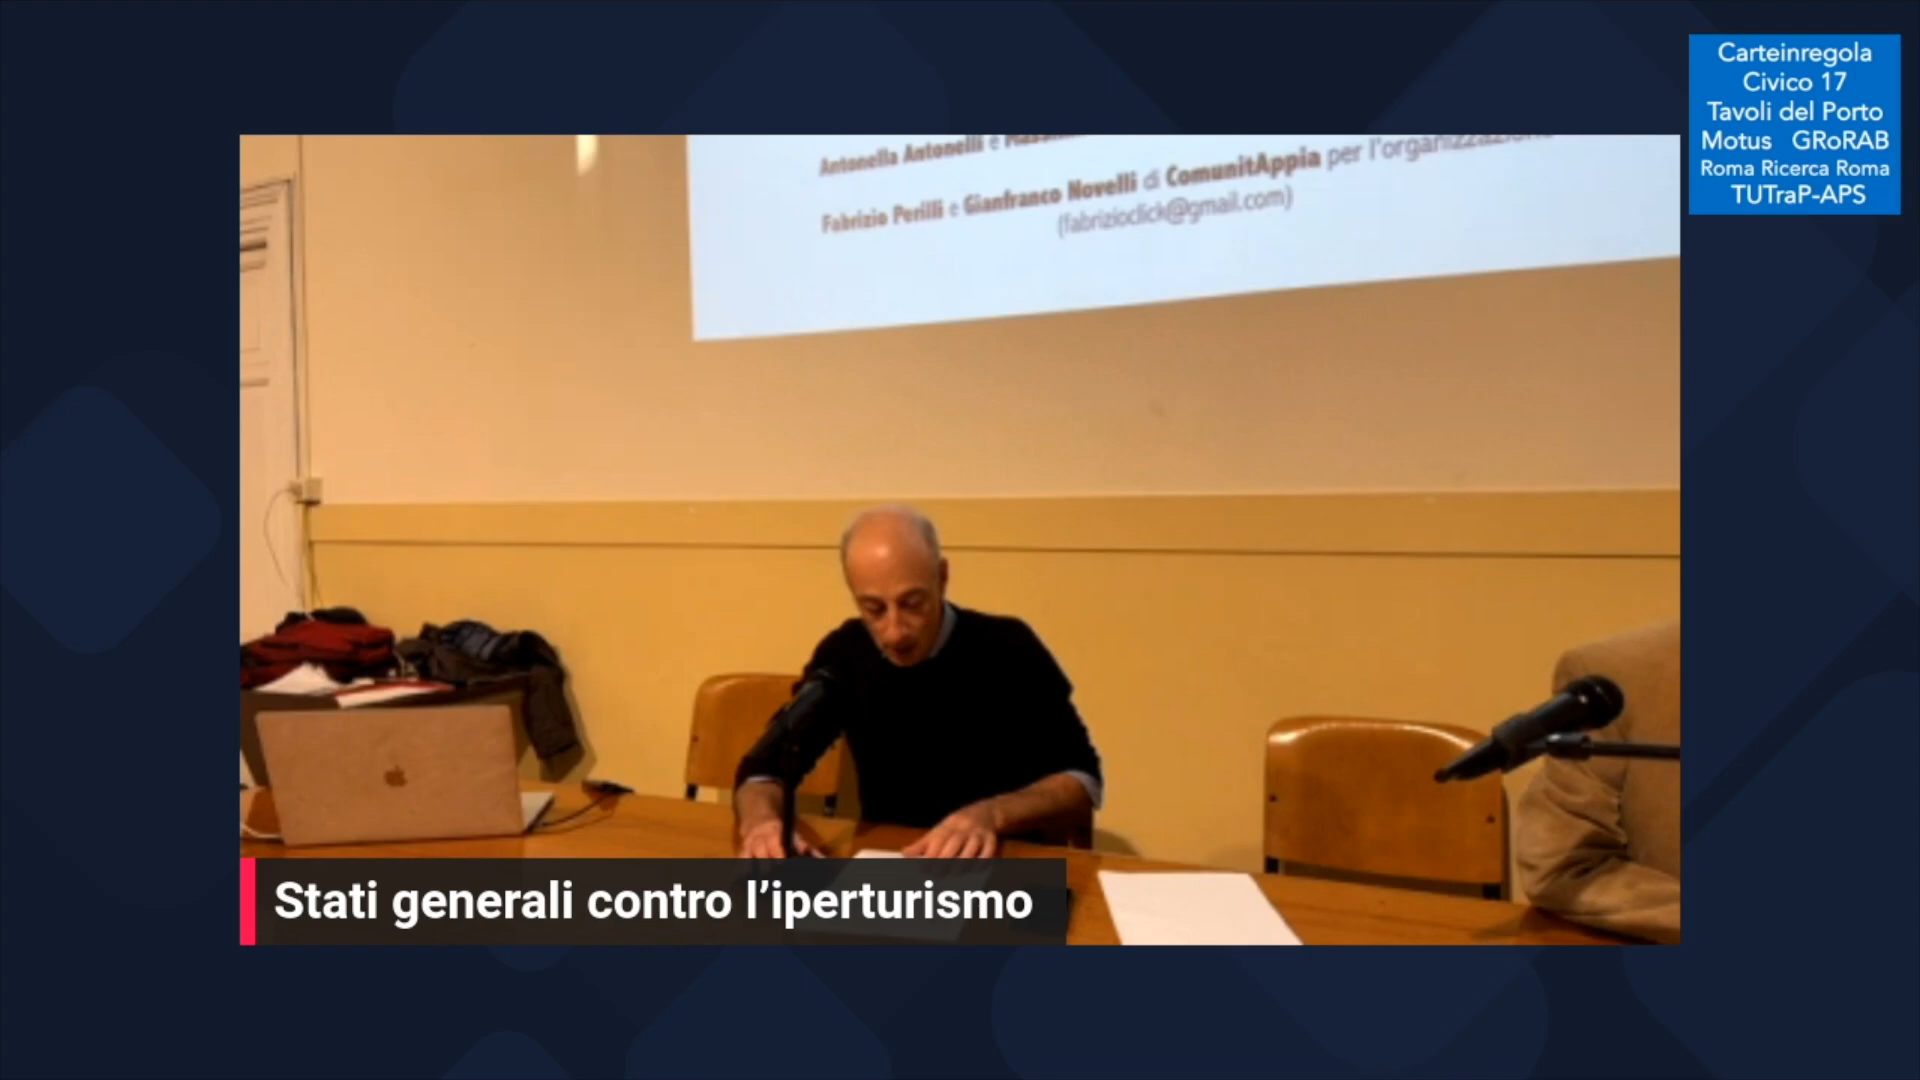 Carteinregola
Civico 17
Tavoli del Porto
Motus GRoRAB
Roma Ricerca Roma
TUTraP-APS
Antonella Antonelli e
Fabrizio Perilli e Gianfranco Novelli di ComunitAppia per l'organizzazione
(fabrizioclick@gmail.com)
Stati generali contro l’iperturismo